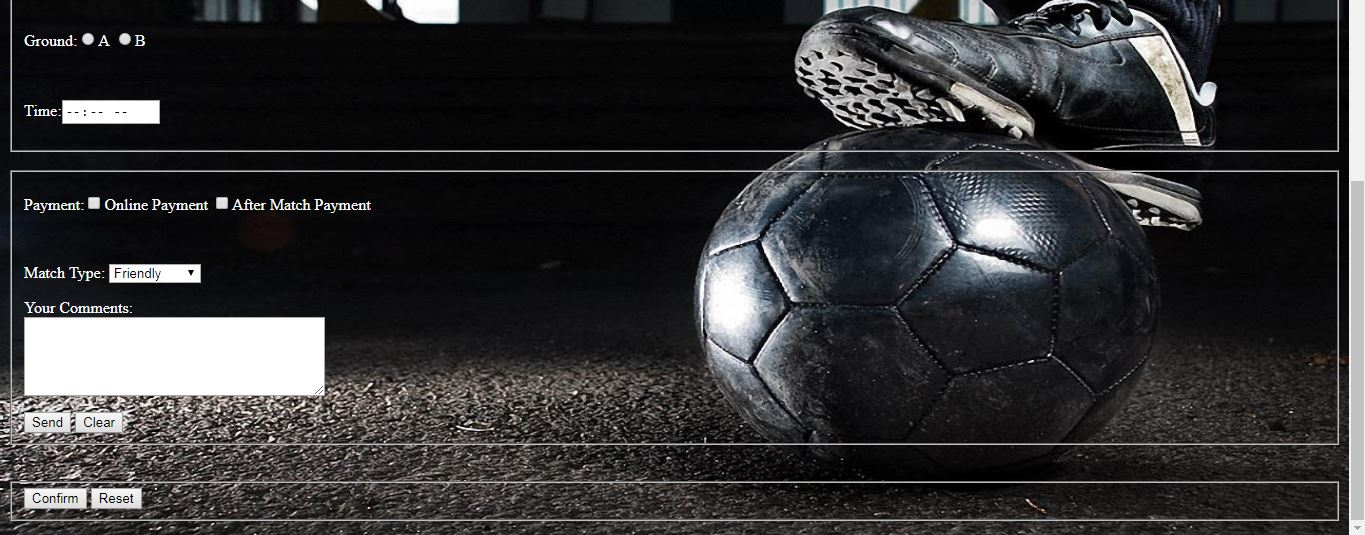 Ground: A B
Time: --:-- --
Payment: Online Payment After Match Payment
Match Type: Friendly
Your Comments:
Send Clear
Confirm Reset